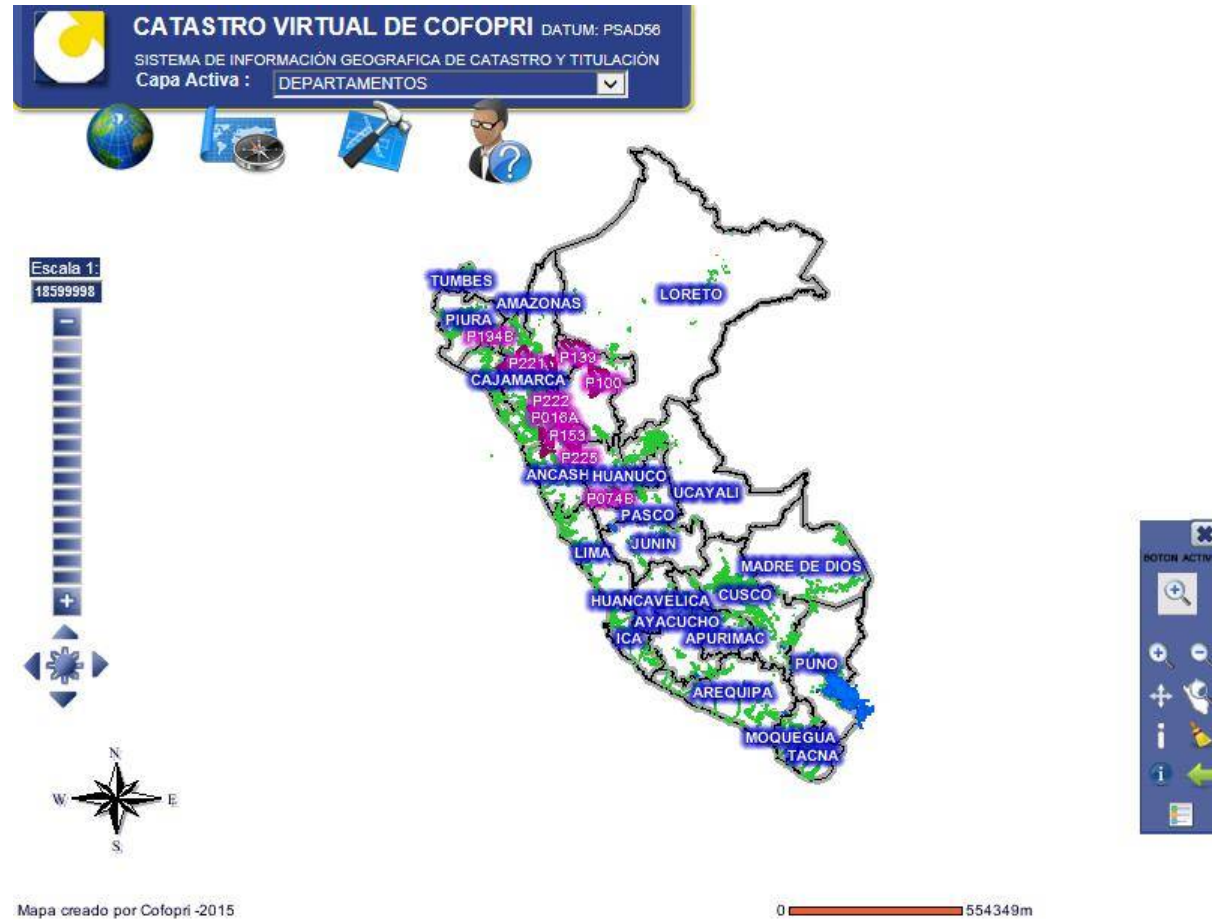 CATASTRO VIRTUAL DE COFOPRI DATUM: PSAD56
SISTEMA DE INFORMACIÓN GEOGRAFICA DE CATASTRO Y TITULACIÓN
Capa Activa : DEPARTAMENTOS
Escala 1:
18599998
TUMBES
AMAZONAS
LORETO
PIURA
P194B
P221
P139
CAJAMARCA
P100
P222
P016A
P153
P225
ANCASH HUANUCO
UCAYALI
P074B
PASCO
JUNIN
LIMA
MADRE DE DIOS
HUANCAVELICA CUSCO
AYACUCHO
ICA APURIMAC
PUNO
AREQUIPA
MOQUEGUA
TACNA
BOTON ACTIV
N
W E
S
Mapa creado por Cofopri -2015
0 554349m